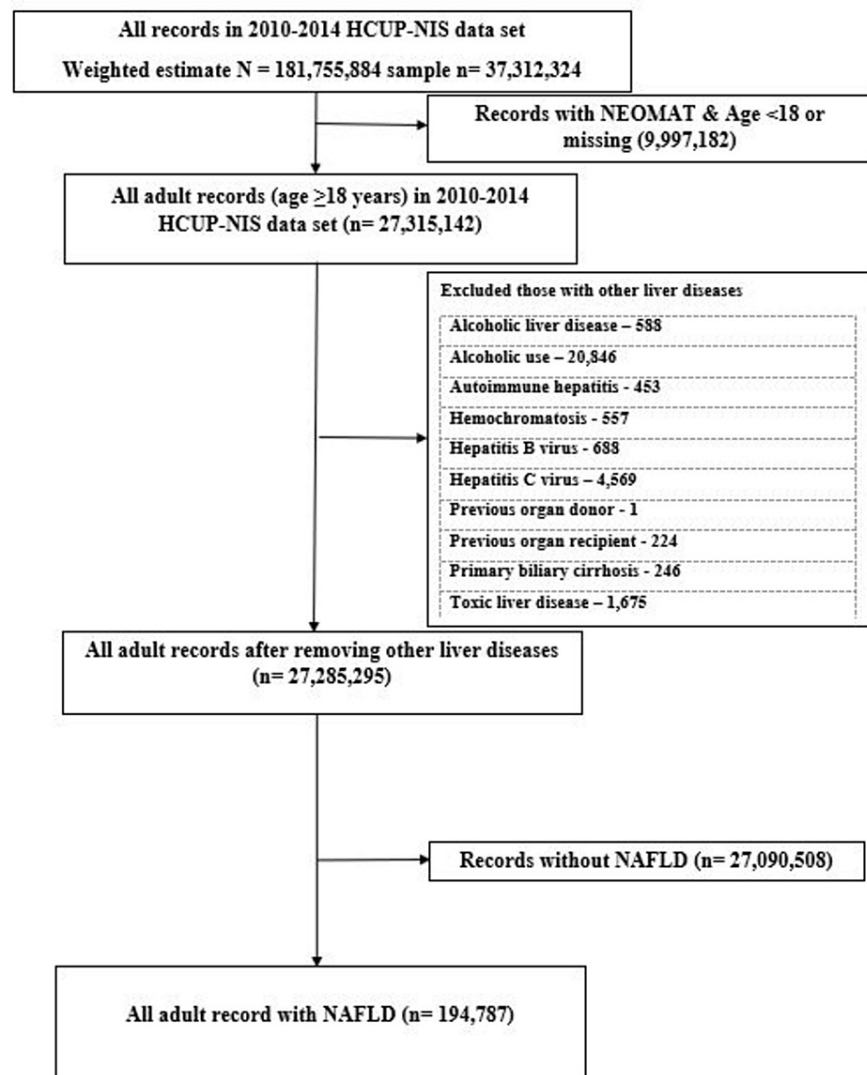 All records in 2010-2014 HCUP-NIS data set
Weighted estimate N = 181,755,884 sample n= 37,312,324
Records with NEOMAT & Age <18 or
missing (9,997,182)
All adult records (age ≥18 years) in 2010-2014
HCUP-NIS data set (n= 27,315,142)
Excluded those with other liver diseases
Alcoholic liver disease – 588
Alcoholic use – 20,846
Autoimmune hepatitis - 453
Hemochromatosis - 557
Hepatitis B virus - 688
Hepatitis C virus – 4,569
Previous organ donor - 1
Previous organ recipient - 224
Primary biliary cirrhosis - 246
Toxic liver disease – 1,675
All adult records after removing other liver diseases
(n= 27,285,295)
Records without NAFLD (n= 27,090,508)
All adult record with NAFLD (n= 194,787)